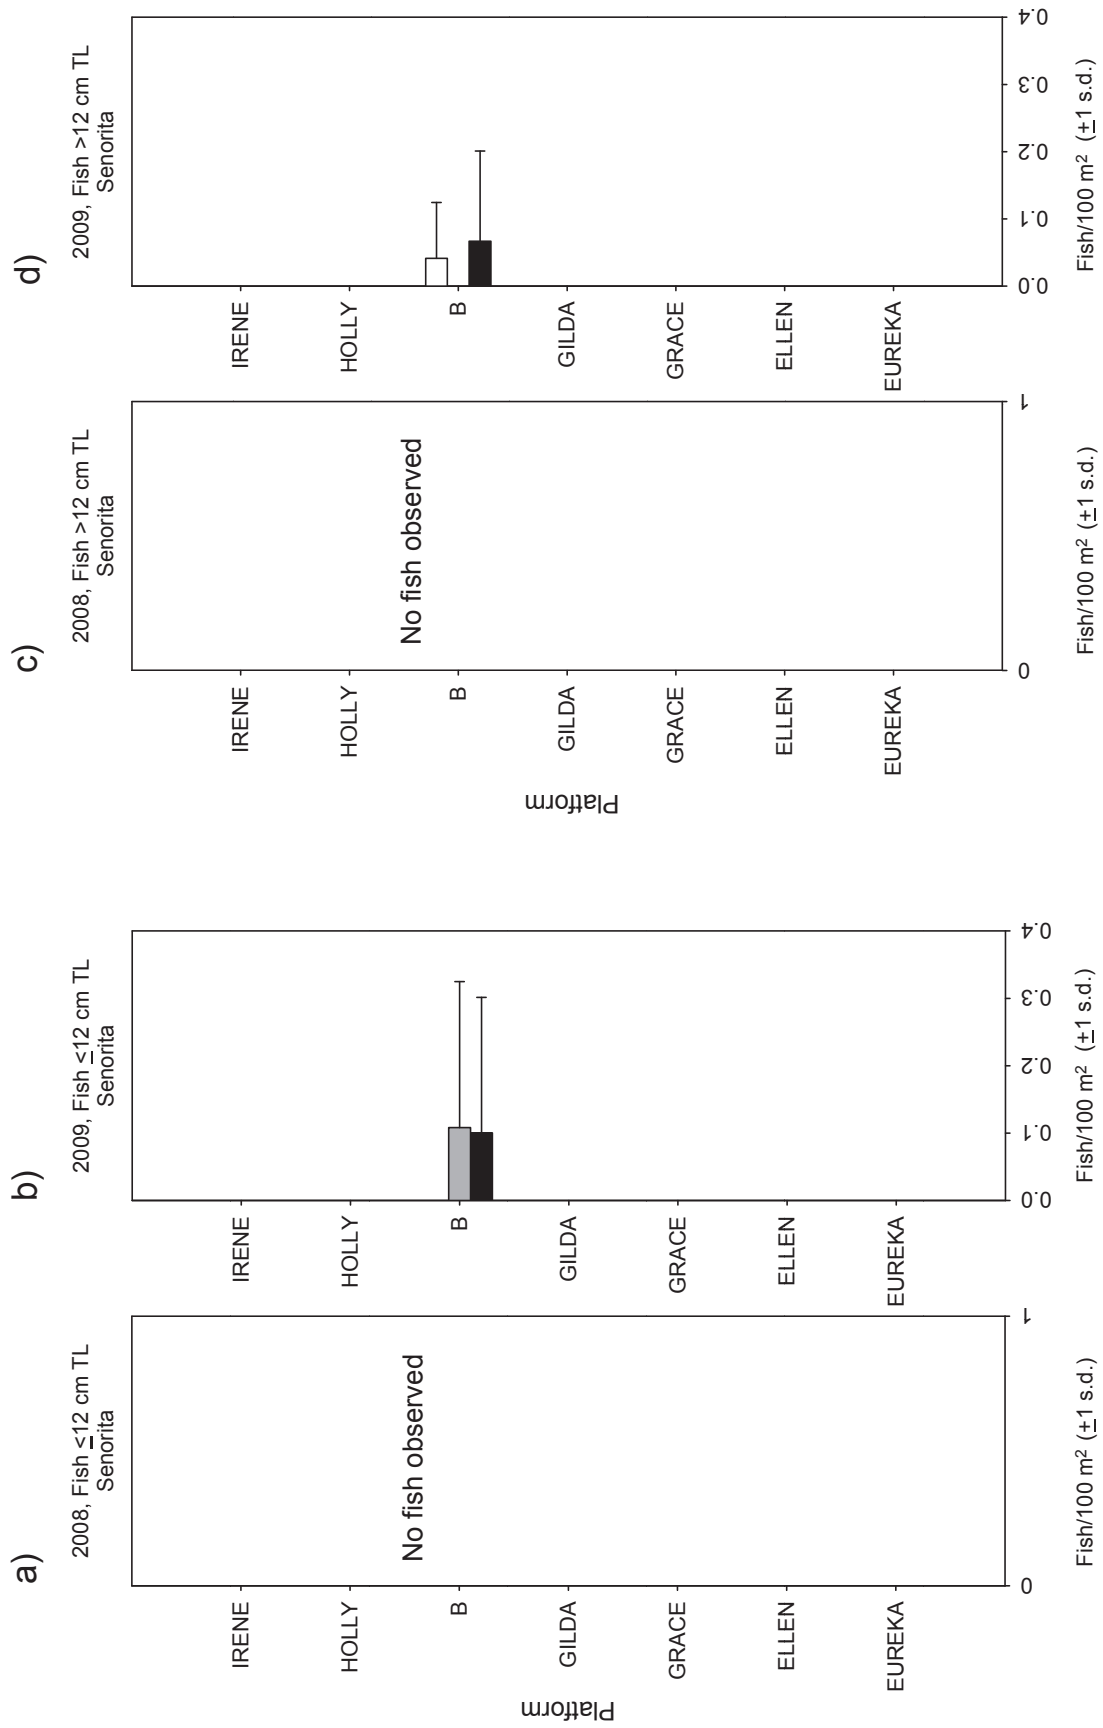 a)
2008, Fish <12 cm TL
Senorita
Platform
IRENE
HOLLY
B
GILDA
GRACE
ELLEN
EUREKA
No fish observed
0
1
Fish/100 m² (±1 s.d.)
b)
2009, Fish ≤12 cm TL
Senorita
IRENE
HOLLY
B
GILDA
GRACE
ELLEN
EUREKA
0.0
0.1
0.2
0.3
0.4
Fish/100 m² (±1 s.d.)
c)
2008, Fish >12 cm TL
Senorita
Platform
IRENE
HOLLY
B
GILDA
GRACE
ELLEN
EUREKA
No fish observed
0
1
Fish/100 m² (±1 s.d.)
d)
2009, Fish >12 cm TL
Senorita
IRENE
HOLLY
B
GILDA
GRACE
ELLEN
EUREKA
0.0
0.1
0.2
0.3
0.4
Fish/100 m² (±1 s.d.)